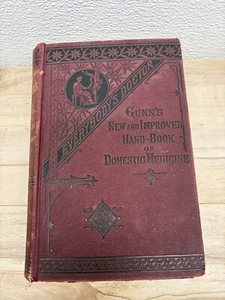 EVERYBODY'S DOCTOR
GUNN'S
NEW AND IMPROVED
HAND-BOOK
OF
DOMESTIC MEDICINE